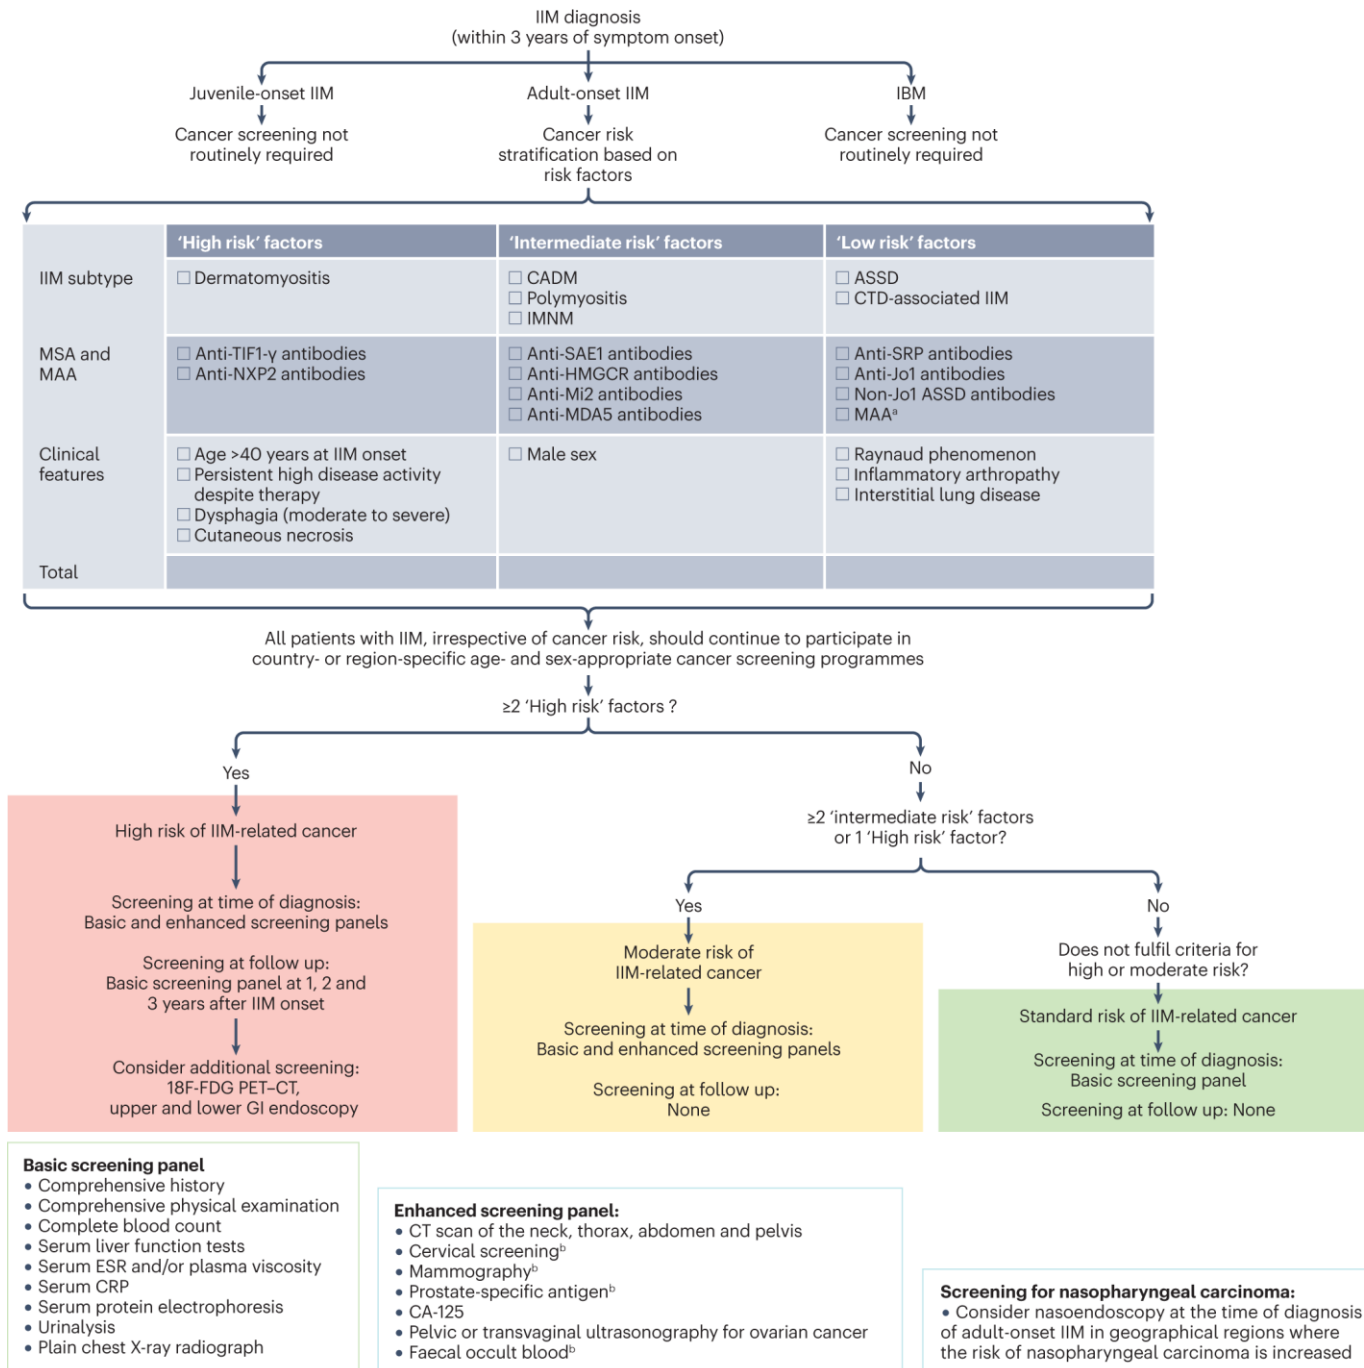 IIM diagnosis
(within 3 years of symptom onset)
Juvenile-onset IIM
Adult-onset IIM
IBM
Cancer screening not
routinely required
Cancer risk
stratification based on
risk factors
Cancer screening not
routinely required
'High risk' factors
'Intermediate risk' factors
'Low risk' factors
IIM subtype
Dermatomyositis
CADM
Polymyositis
IMNM
ASSD
CTD-associated IIM
MSA and
MAA
Anti-TIF1-γ antibodies
Anti-NXP2 antibodies
Anti-SAE1 antibodies
Anti-HMGCR antibodies
Anti-Mi2 antibodies
Anti-MDA5 antibodies
Anti-SRP antibodies
Anti-Jo1 antibodies
Non-Jo1 ASSD antibodies
MAAᵃ
Clinical
features
Age >40 years at IIM onset
Persistent high disease activity
despite therapy
Dysphagia (moderate to severe)
Cutaneous necrosis
Male sex
Raynaud phenomenon
Inflammatory arthropathy
Interstitial lung disease
Total
All patients with IIM, irrespective of cancer risk, should continue to participate in
country- or region-specific age- and sex-appropriate cancer screening programmes
≥2 'High risk' factors ?
Yes
No
High risk of IIM-related cancer
Screening at time of diagnosis:
Basic and enhanced screening panels
Screening at follow up:
Basic screening panel at 1, 2 and
3 years after IIM onset
Consider additional screening:
18F-FDG PET–CT,
upper and lower GI endoscopy
≥2 'intermediate risk' factors
or 1 'High risk' factor?
Yes
No
Moderate risk of
IIM-related cancer
Screening at time of diagnosis:
Basic and enhanced screening panels
Screening at follow up:
None
Does not fulfil criteria for
high or moderate risk?
Standard risk of IIM-related cancer
Screening at time of diagnosis:
Basic screening panel
Screening at follow up: None
Basic screening panel
• Comprehensive history
• Comprehensive physical examination
• Complete blood count
• Serum liver function tests
• Serum ESR and/or plasma viscosity
• Serum CRP
• Serum protein electrophoresis
• Urinalysis
• Plain chest X-ray radiograph
Enhanced screening panel:
• CT scan of the neck, thorax, abdomen and pelvis
• Cervical screeningᵇ
• Mammographyᵇ
• Prostate-specific antigenᵇ
• CA-125
• Pelvic or transvaginal ultrasonography for ovarian cancer
• Faecal occult bloodᵇ
Screening for nasopharyngeal carcinoma:
• Consider nasoendoscopy at the time of diagnosis
of adult-onset IIM in geographical regions where
the risk of nasopharyngeal carcinoma is increased